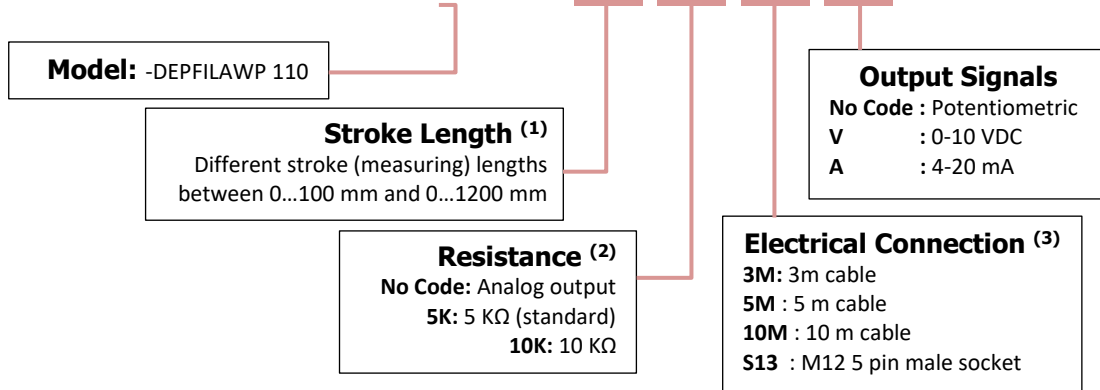 Model: -DEPFILAWP 110
Stroke Length (1)
Different stroke (measuring) lengths
between 0...100 mm and 0...1200 mm
Resistance (2)
No Code: Analog output
5K: 5 KΩ (standard)
10K: 10 KΩ
Electrical Connection (3)
3M: 3m cable
5M : 5 m cable
10M : 10 m cable
S13 : M12 5 pin male socket
Output Signals
No Code : Potentiometric
V : 0-10 VDC
A : 4-20 mA